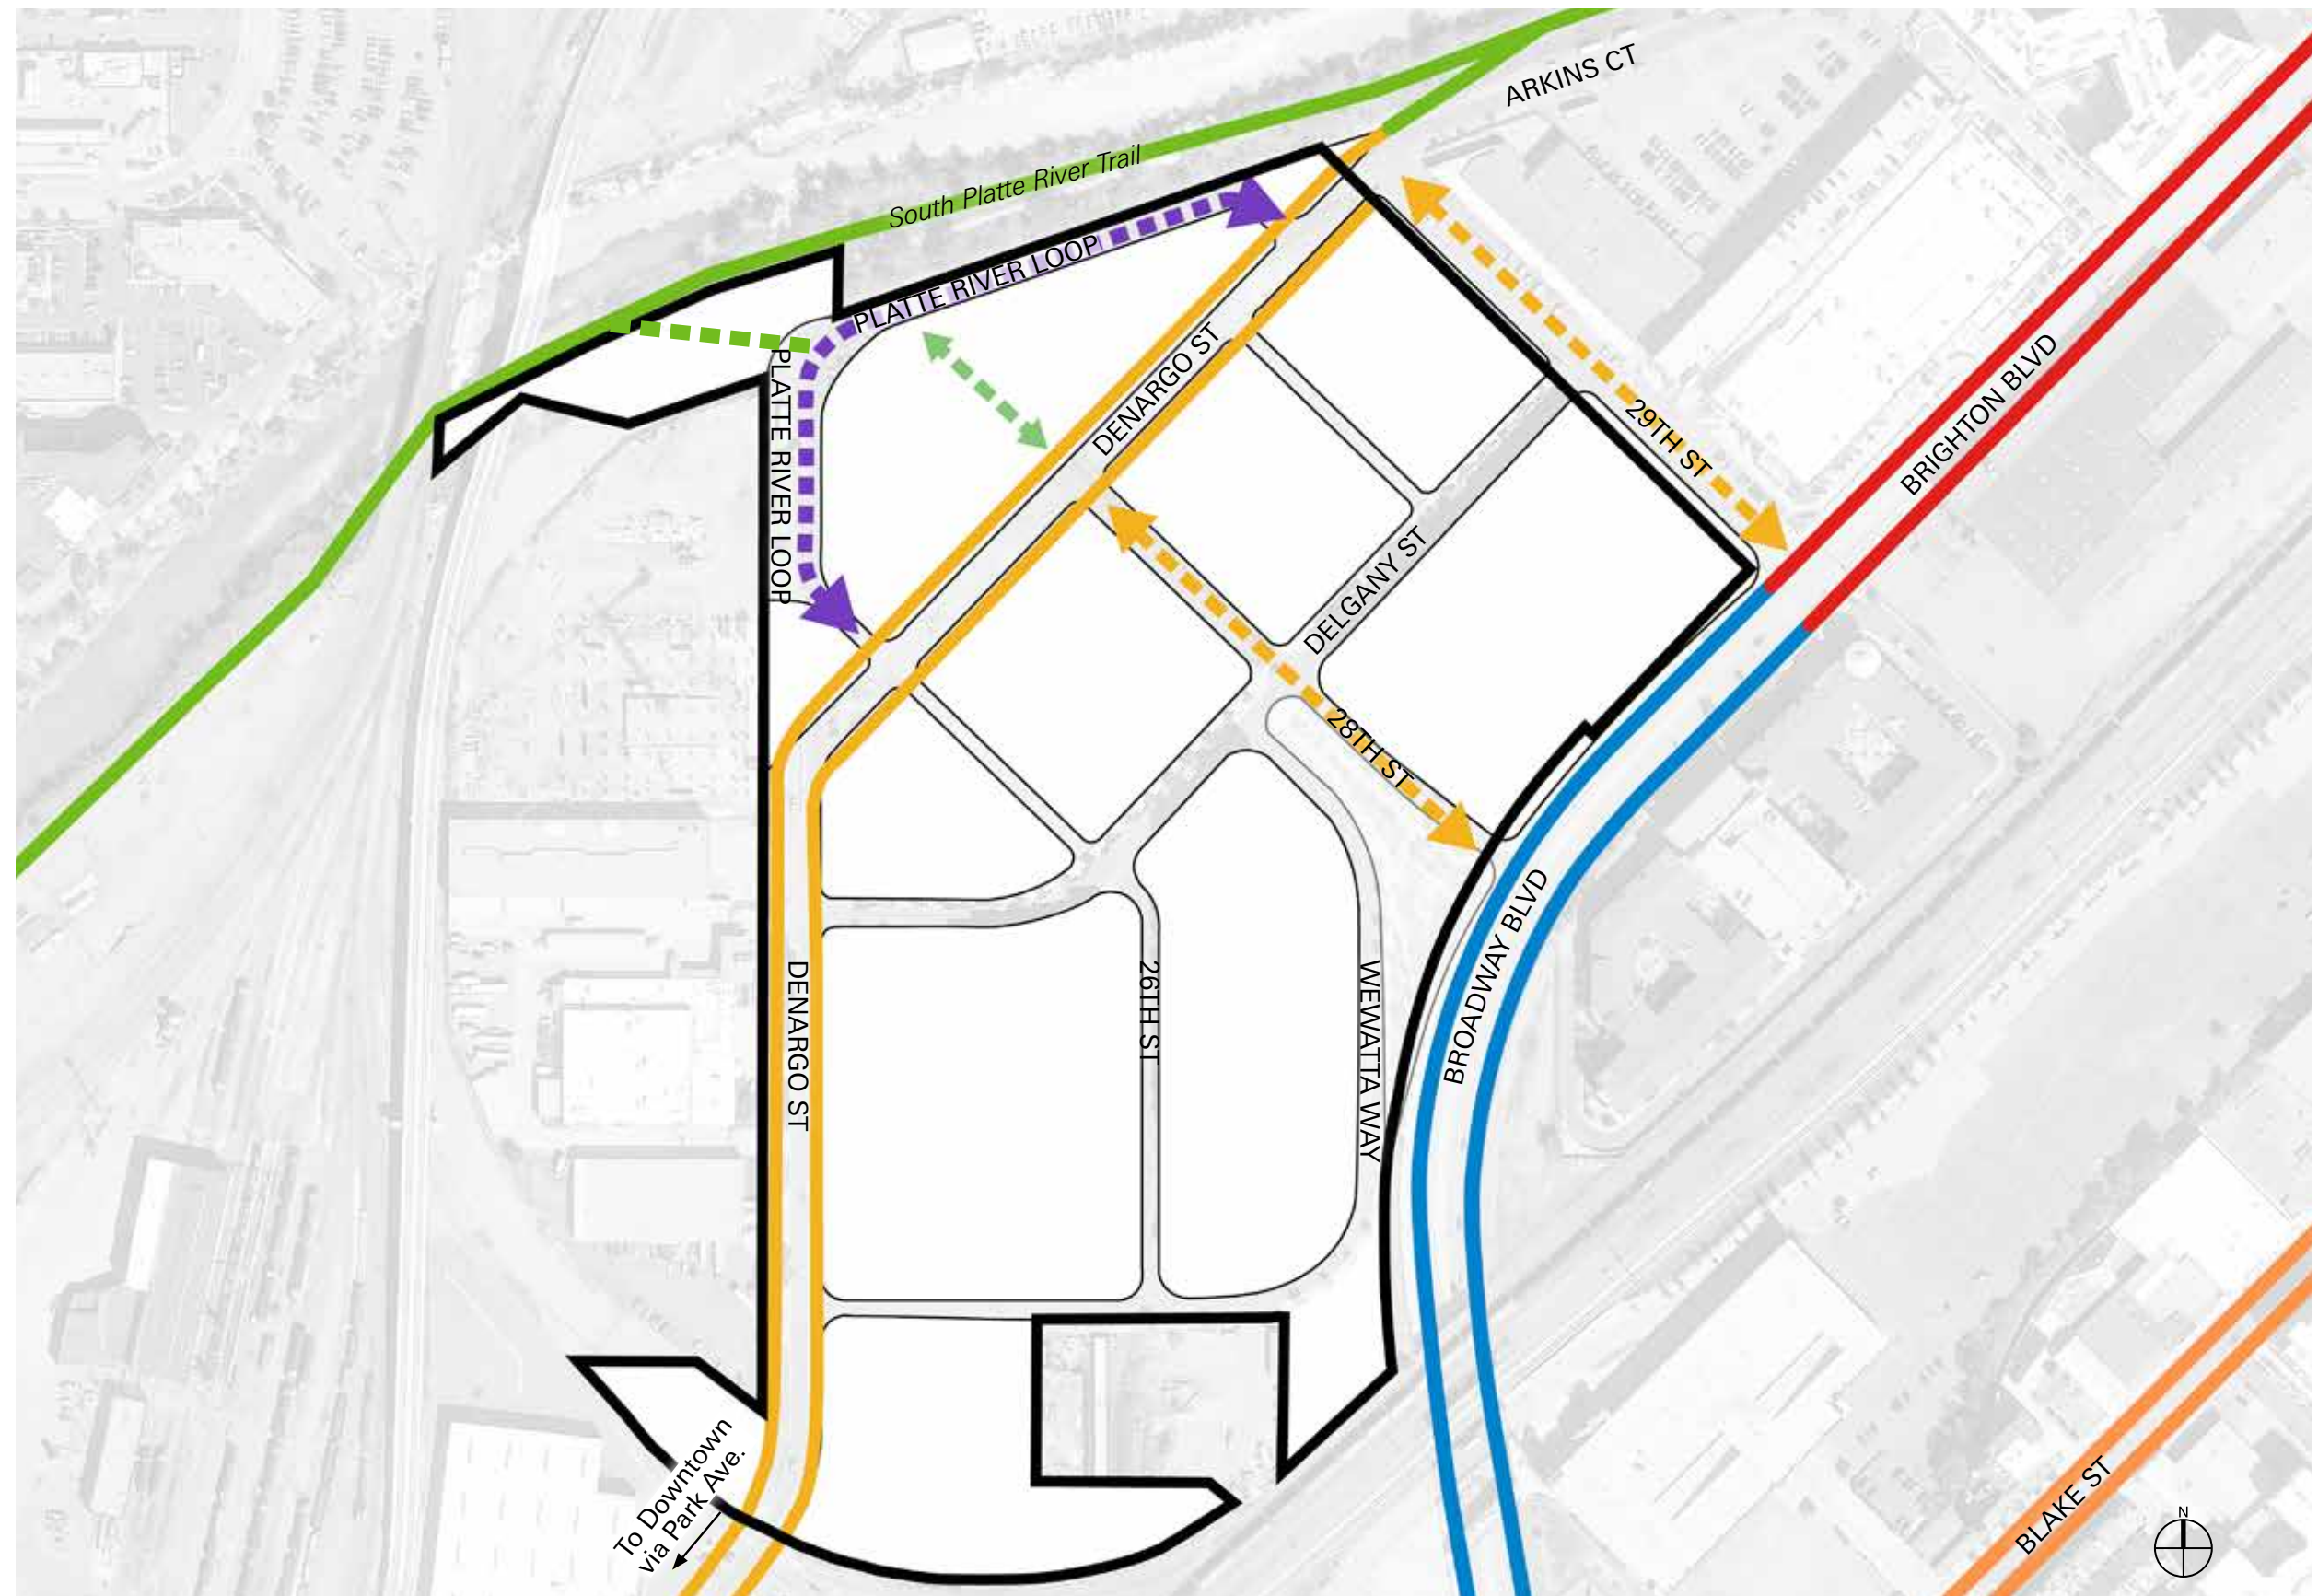 ARKINS CT
South Platte River Trail
PLATTE RIVER LOOP
PLATTE RIVER LOOP
DENARGO ST
29TH ST
BRIGHTON BLVD
DELGANY ST
28TH ST
BROADWAY BLVD
DENARGO ST
26TH ST
WEWATTA WAY
To Downtown
via Park Ave.
BLAKE ST
N